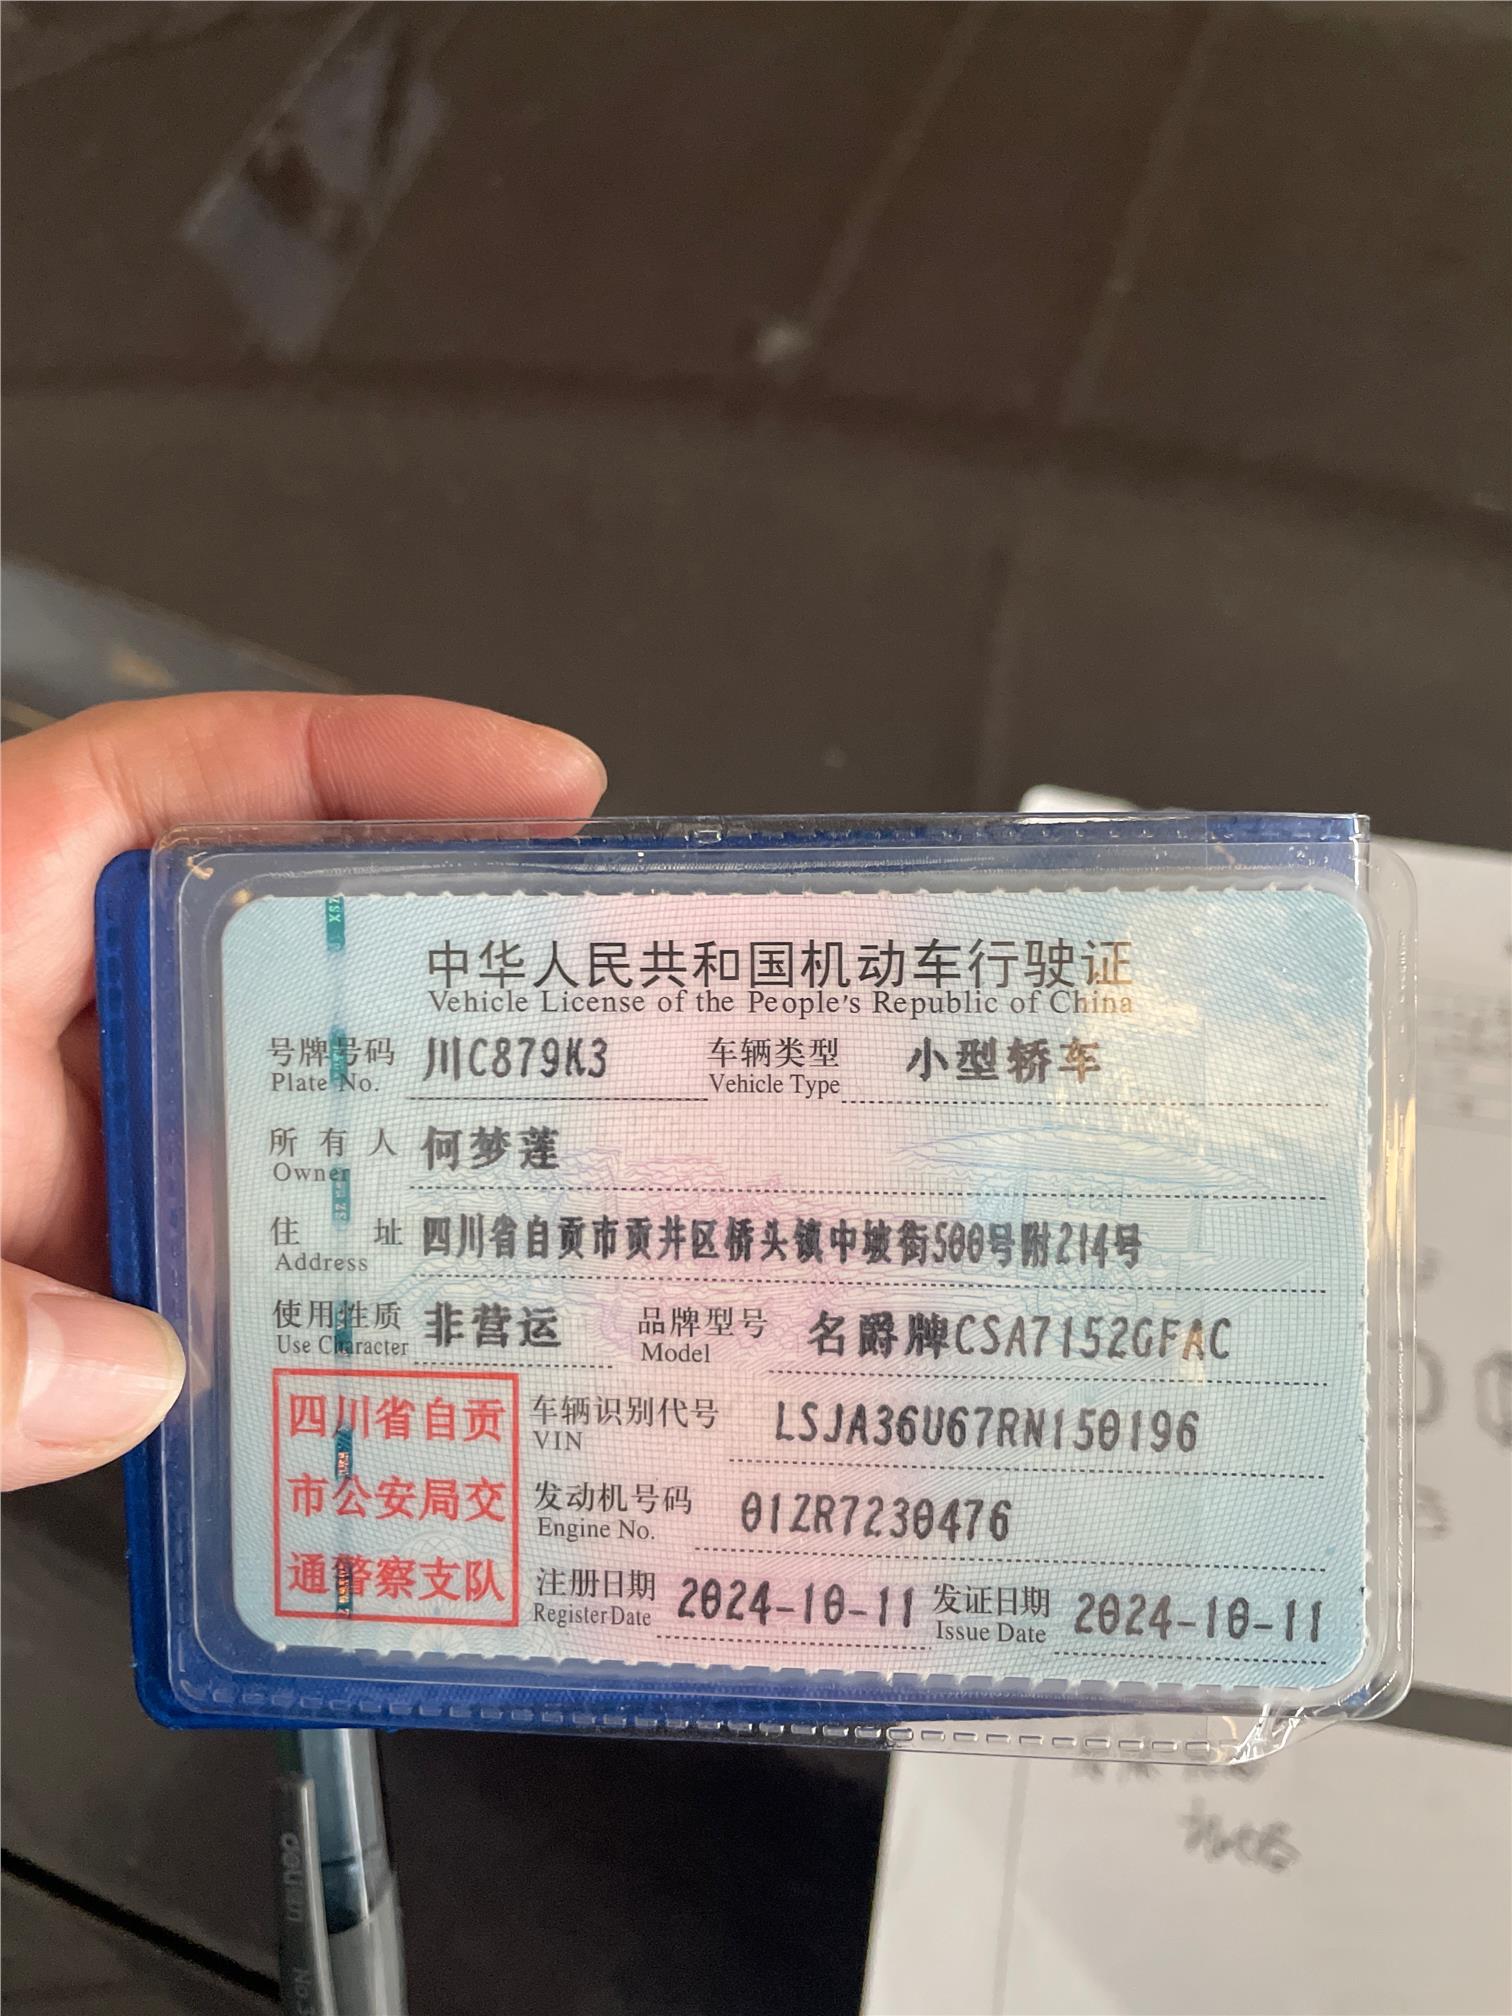 中华人民共和国机动车行驶证
Vehicle License of the People's Republic of China
号牌号码 川C879K3 车辆类型 小型轿车
Plate No. Vehicle Type
所有人 何梦莲
Owner
住址 四川省自贡市贡井区桥头镇中坡街500号附214号
Address
使用性质 非营运 品牌型号 名爵牌CSA7152GFAC
Use Character Model
四川省自贡
市公安局交
通警察支队
车辆识别代号 LSJA36U67RN150196
VIN
发动机号码 01ZR7230476
Engine No.
注册日期 2024-10-11 发证日期 2024-10-11
Register Date Issue Date
deli